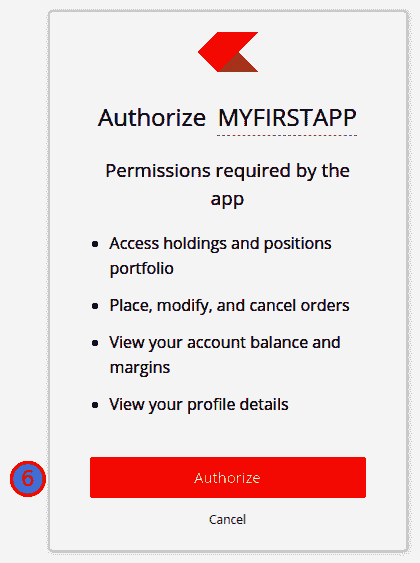 Authorize MYFIRSTAPP
Permissions required by the
app
Access holdings and positions
portfolio
Place, modify, and cancel orders
View your account balance and
margins
View your profile details
6
Authorize
Cancel